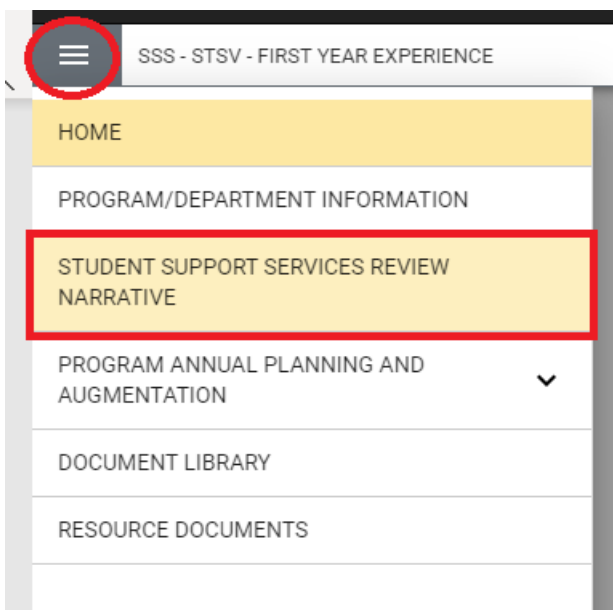 SSS - STSV - FIRST YEAR EXPERIENCE
HOME
PROGRAM/DEPARTMENT INFORMATION
STUDENT SUPPORT SERVICES REVIEW
NARRATIVE
PROGRAM ANNUAL PLANNING AND
AUGMENTATION
DOCUMENT LIBRARY
RESOURCE DOCUMENTS